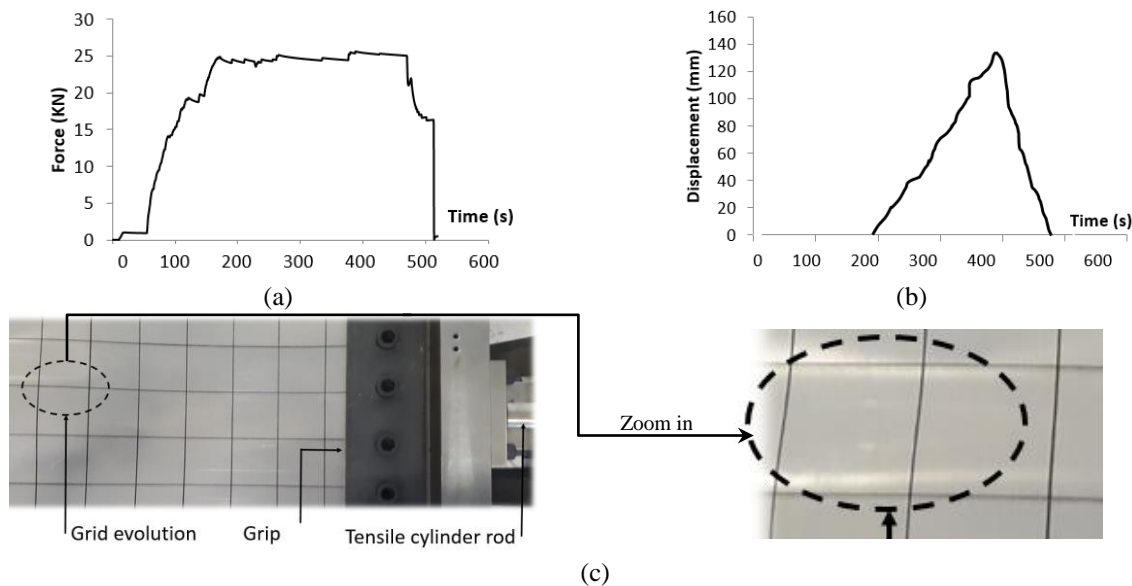 30
25
20
15
10
5
0
Force (KN)
Time (s)
0 100 200 300 400 500 600
(a)
160
140
120
100
80
60
40
20
0
Displacement (mm)
Time (s)
0 100 200 300 400 500 600
(b)
Zoom in
Grid evolution
Grip
Tensile cylinder rod
(c)